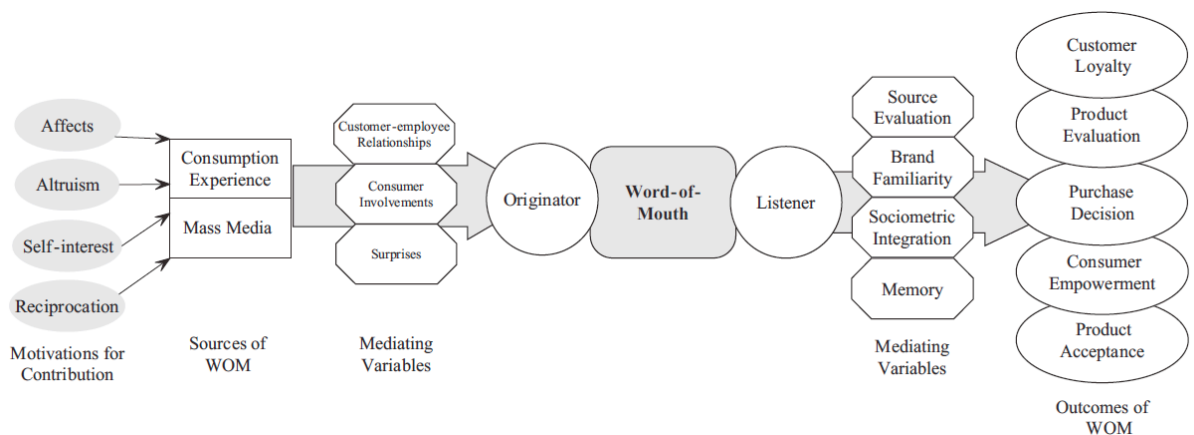 Affects
Altruism
Self-interest
Reciprocation
Motivations for
Contribution
Consumption
Experience
Mass Media
Sources of
WOM
Customer-employee
Relationships
Consumer
Involvements
Surprises
Mediating
Variables
Originator
Word-of-
Mouth
Listener
Source
Evaluation
Brand
Familiarity
Sociometric
Integration
Memory
Mediating
Variables
Customer
Loyalty
Product
Evaluation
Purchase
Decision
Consumer
Empowerment
Product
Acceptance
Outcomes of
WOM